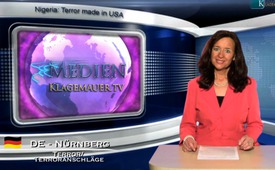 Nigeria: Terror made in USA
K
MEDIEN
KLAGEMAUER.TV
DE - NÜRNBERG
TERROR/
TERRORANSCHLÄGE